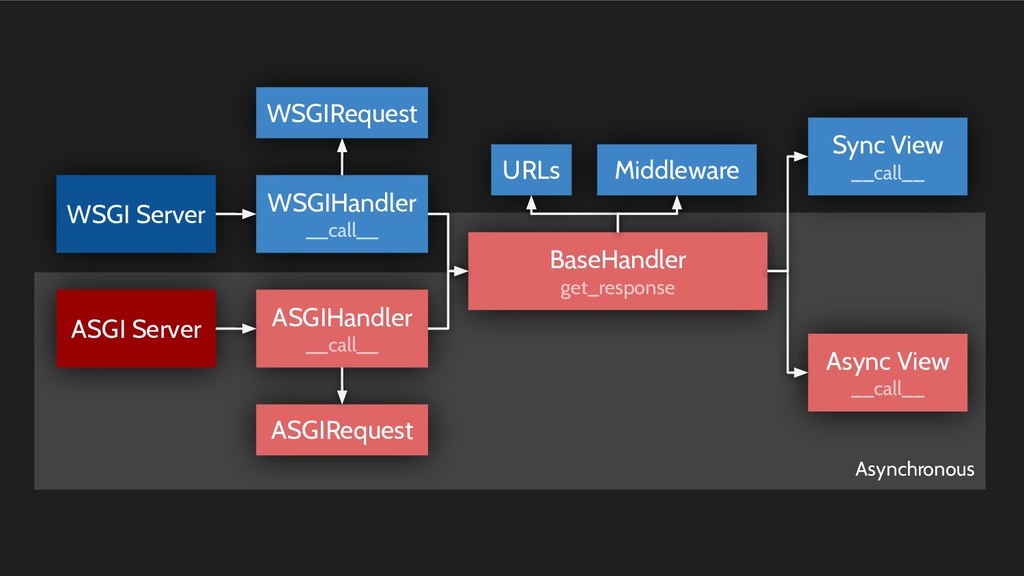 WSGIRequest
WSGI Server
WSGIHandler
__call__
URLs
Middleware
Sync View
__call__
BaseHandler
get_response
ASGI Server
ASGIHandler
__call__
ASGIRequest
Async View
__call__
Asynchronous